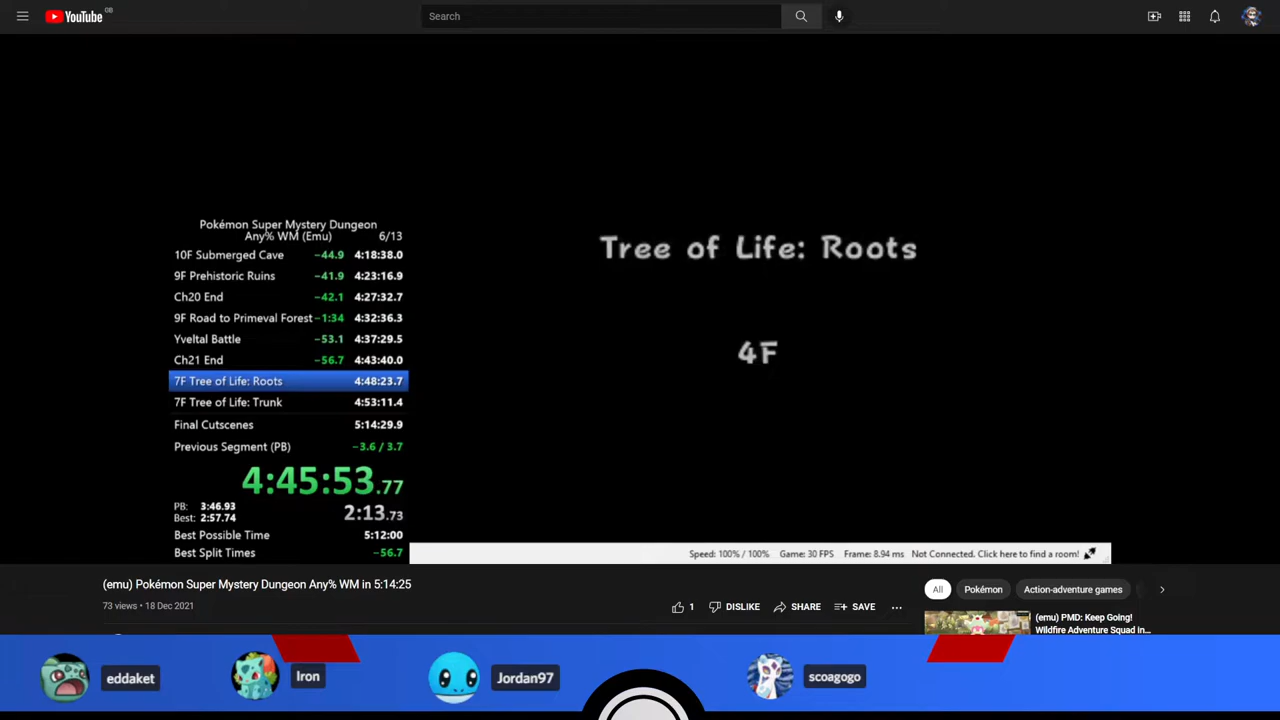 YouTube GB
Search
Tree of Life: Roots
4F
Pokémon Super Mystery Dungeon
Any% WM (Emu) 6/13
10F Submerged Cave -44.9 4:18:38.0
9F Prehistoric Ruins -41.9 4:23:16.9
Ch20 End -42.1 4:27:32.7
9F Road to Primeval Forest -1:34 4:32:36.3
Yveltal Battle -53.1 4:37:29.5
Ch21 End -56.7 4:43:40.0
7F Tree of Life: Roots 4:48:23.7
7F Tree of Life: Trunk 4:53:11.4
Final Cutscenes 5:14:29.9
Previous Segment (PB) -3.6 / 3.7
4:45:53.77
PB: 3:46.93
Best: 2:57.74
2:13.73
Best Possible Time 5:12:00
Best Split Times -56.7
Speed: 100% / 100% Game: 30 FPS Frame: 8.94 ms Not Connected. Click here to find a room!
(emu) Pokémon Super Mystery Dungeon Any% WM in 5:14:25
73 views • 18 Dec 2021
1 DISLIKE SHARE SAVE
All Pokémon Action-adventure games
(emu) PMD: Keep Going!
Wildfire Adventure Squad in...
eddaket
Iron
Jordan97
scoagogo